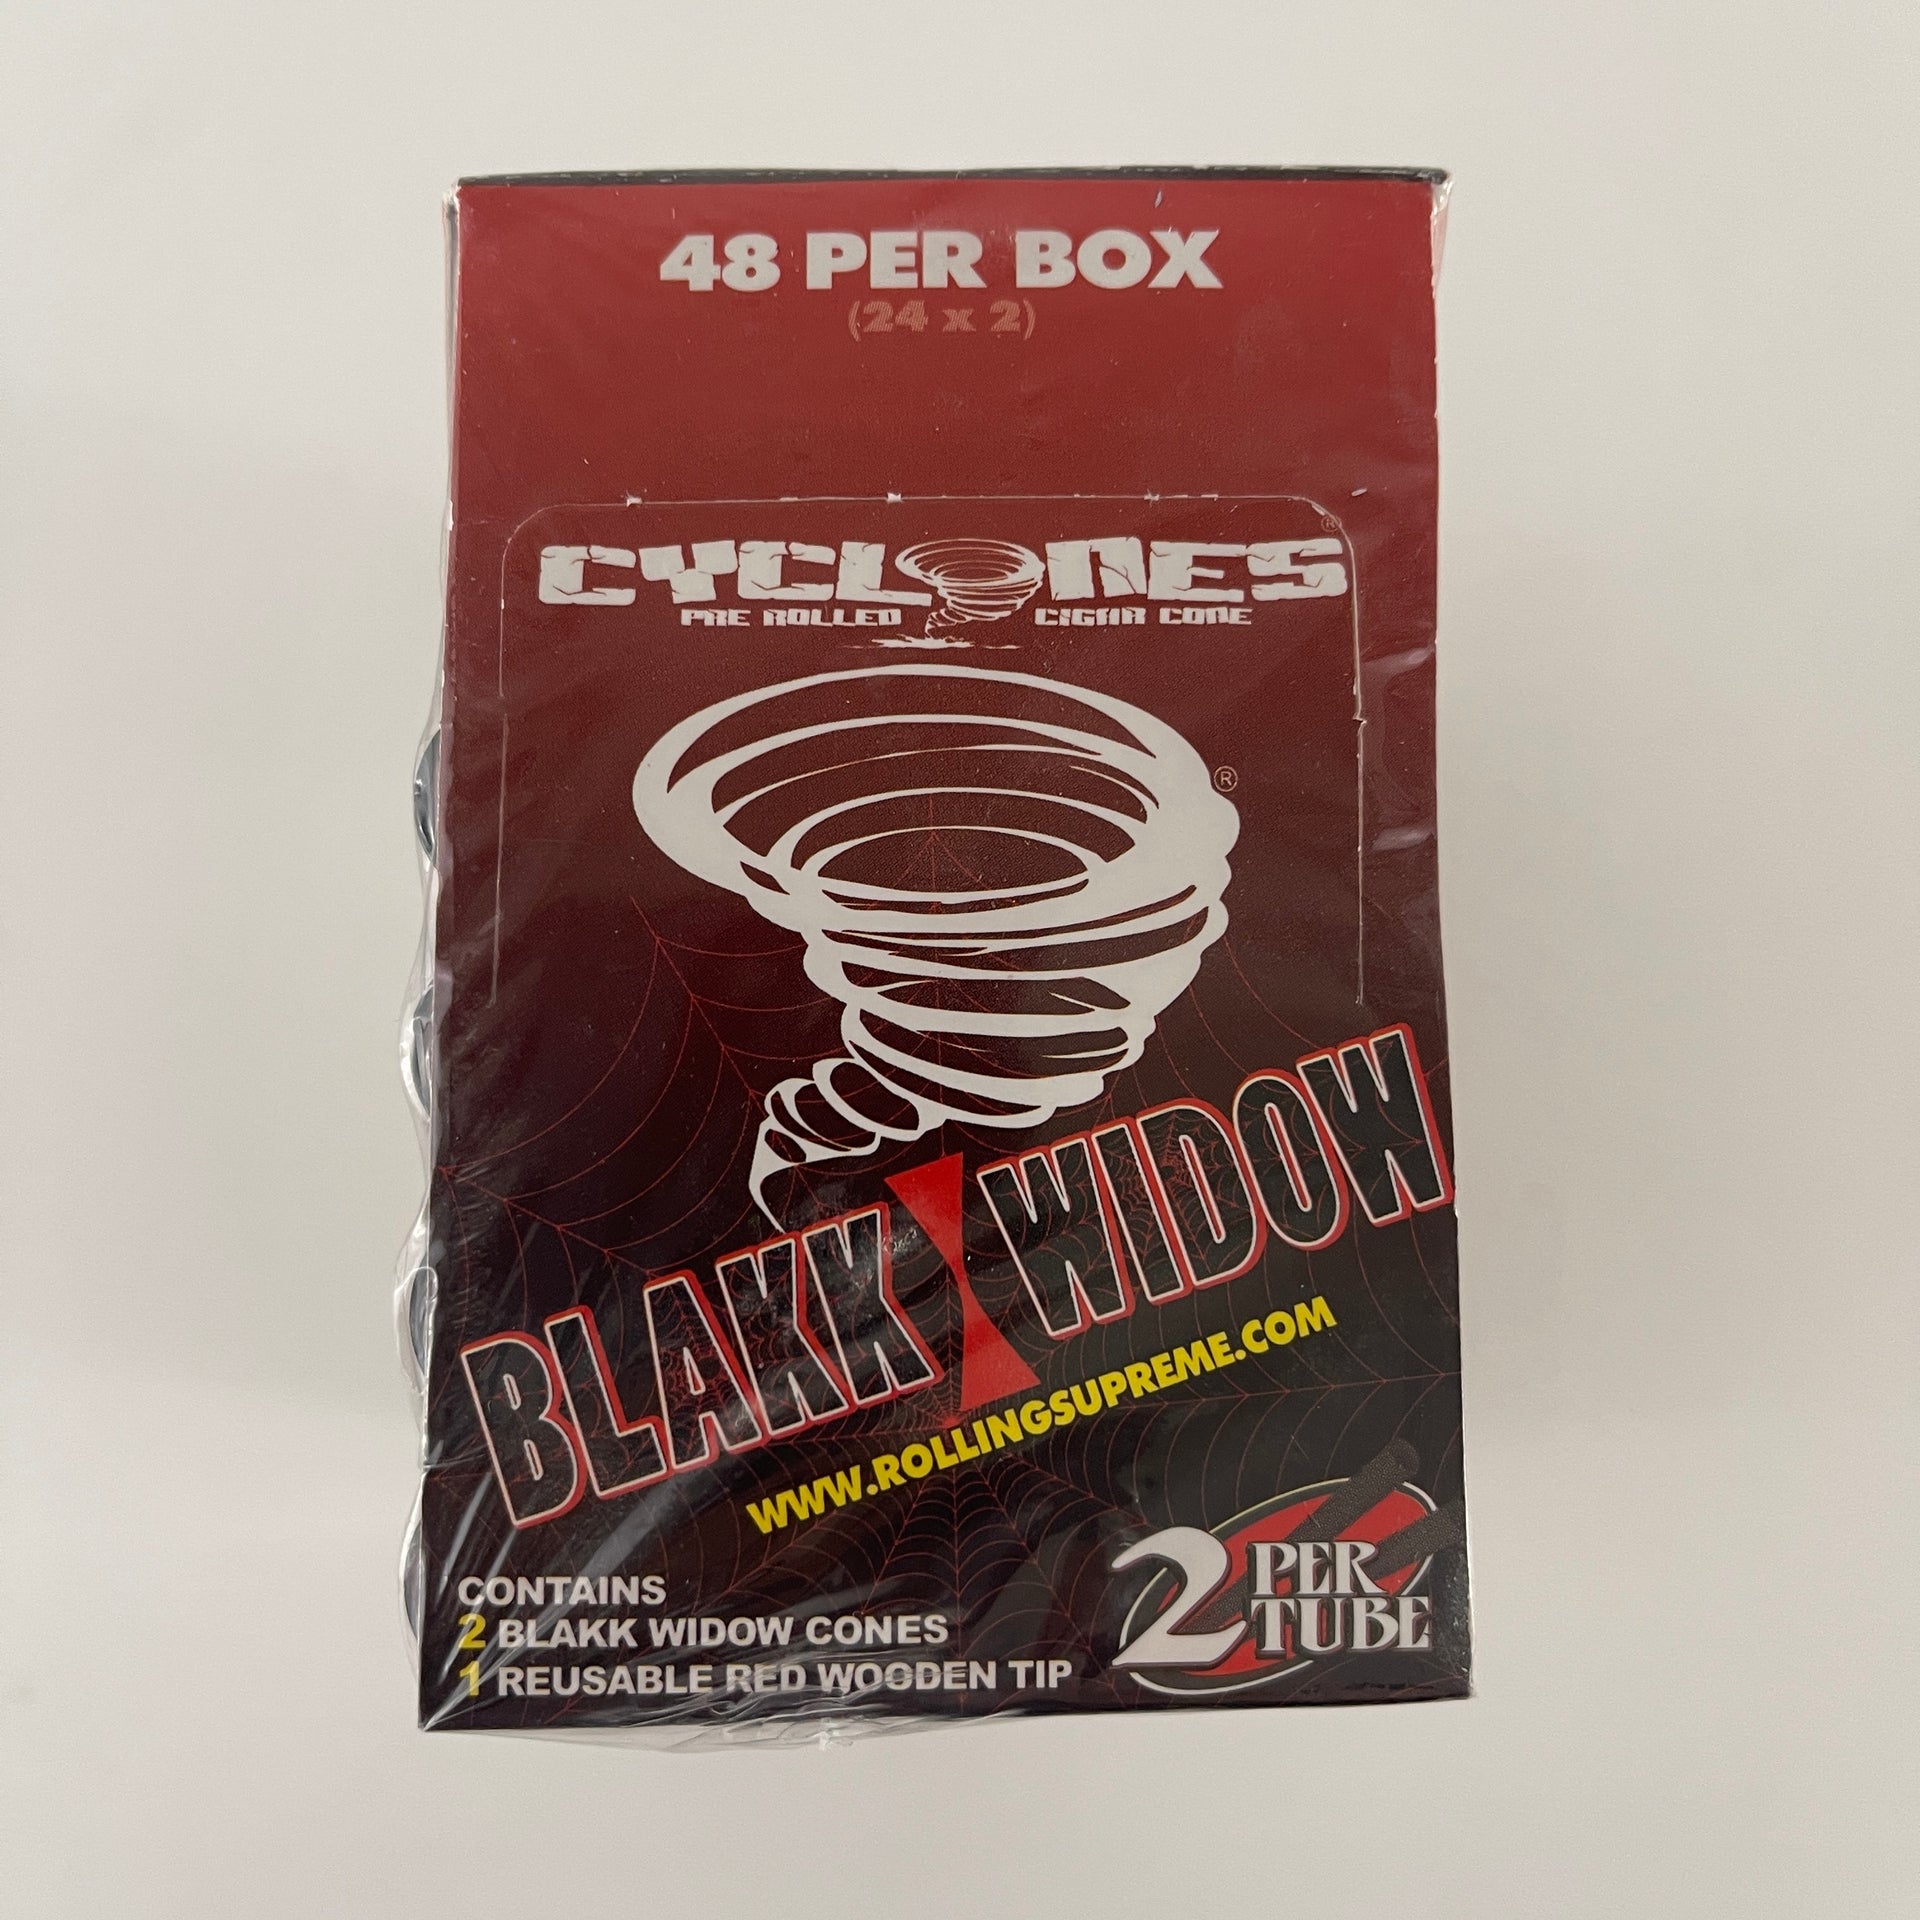 48 PER BOX
(24 x 2)
CYCLONES®
PRE ROLLED CIGAR CONE
®
BLAKK WIDOW
WWW.ROLLINGSUPREME.COM
CONTAINS
2 BLAKK WIDOW CONES
1 REUSABLE RED WOODEN TIP
2 PER TUBE